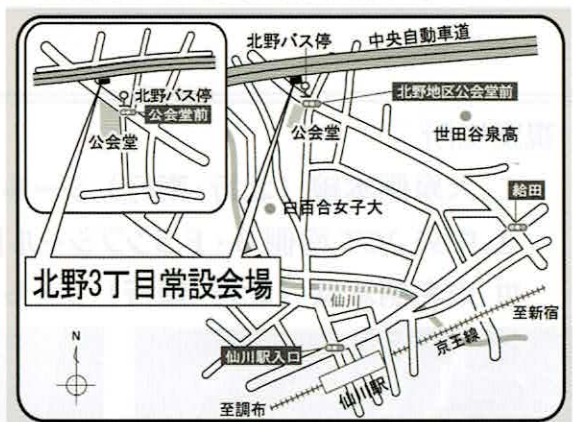 北野バス停
公会堂前
公会堂
北野バス停
中央自動車道
北野地区公会堂前
公会堂
世田谷泉高
白百合女子大
給田
北野3丁目常設会場
仙川
至新宿
京王線
仙川駅入口
仙川駅
至調布
N